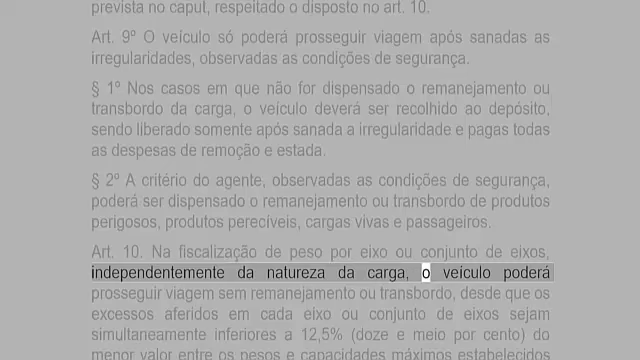 prevista no caput, respeitado o disposto no art. 10.
Art. 9º O veículo só poderá prosseguir viagem após sanadas as
irregularidades, observadas as condições de segurança.
§ 1º Nos casos em que não for dispensado o remanejamento ou
transbordo da carga, o veículo deverá ser recolhido ao depósito,
sendo liberado somente após sanada a irregularidade e pagas todas
as despesas de remoção e estada.
§ 2º A critério do agente, observadas as condições de segurança,
poderá ser dispensado o remanejamento ou transbordo de produtos
perigosos, produtos perecíveis, cargas vivas e passageiros.
Art. 10. Na fiscalização de peso por eixo ou conjunto de eixos,
independentemente da natureza da carga, o veículo poderá
prosseguir viagem sem remanejamento ou transbordo, desde que os
excessos aferidos em cada eixo ou conjunto de eixos sejam
simultaneamente inferiores a 12,5% (doze e meio por cento) do
menor valor entre os pesos e capacidades máximos estabelecidos